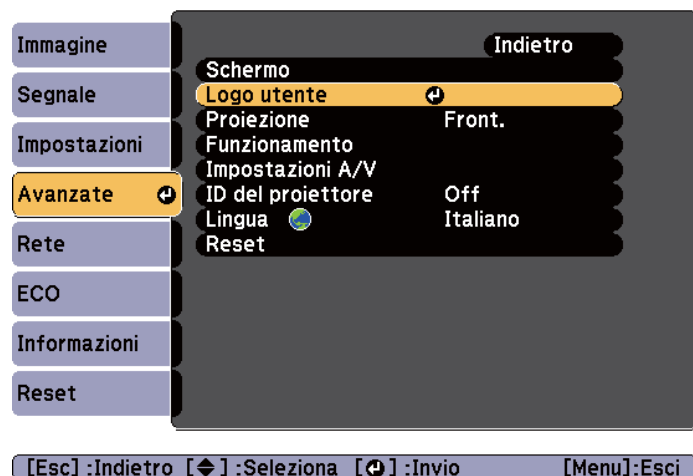 Immagine
Segnale
Impostazioni
Avanzate
Rete
ECO
Informazioni
Reset
Indietro
Schermo
Logo utente
Proiezione Front.
Funzionamento
Impostazioni A/V
ID del proiettore Off
Lingua Italiano
Reset
[Esc] :Indietro [◆] :Seleziona [↵] :Invio [Menu]:Esci